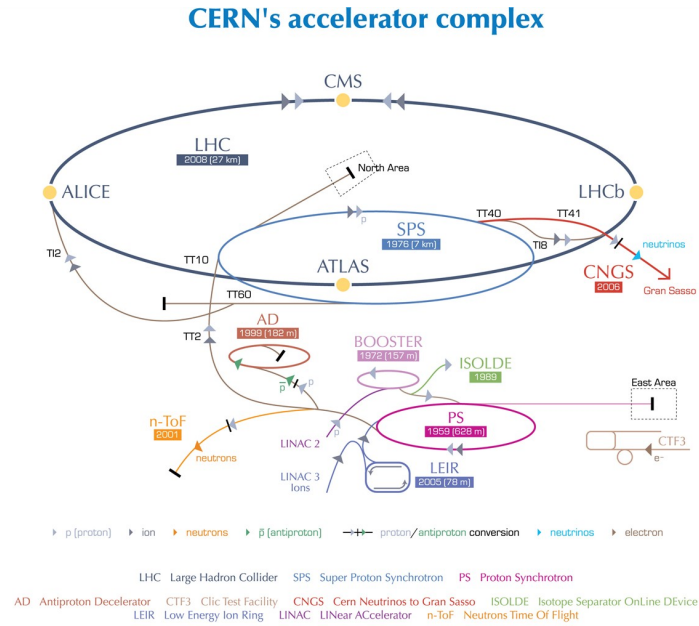 CERN's accelerator complex
CMS
LHC
2008 (27 km)
North Area
ALICE
LHCb
TT40
TT41
SPS
1976 (7 km)
p
TI8
neutrinos
TI2
TT10
ATLAS
CNGS
2006
Gran Sasso
TT60
AD
1999 (182 m)
TT2
BOOSTER
1972 (157 m)
ISOLDE
1989
p̅
p
East Area
n-ToF
2001
PS
1959 (628 m)
LINAC 2
p
neutrons
CTF3
e-
LINAC 3
Ions
LEIR
2005 (78 m)
p (proton)
ion
neutrons
p̅ (antiproton)
proton/antiproton conversion
neutrinos
electron
LHC Large Hadron Collider SPS Super Proton Synchrotron PS Proton Synchrotron
AD Antiproton Decelerator CTF3 Clic Test Facility CNGS Cern Neutrinos to Gran Sasso ISOLDE Isotope Separator OnLine DEvice
LEIR Low Energy Ion Ring LINAC LINear ACcelerator n-ToF Neutrons Time Of Flight